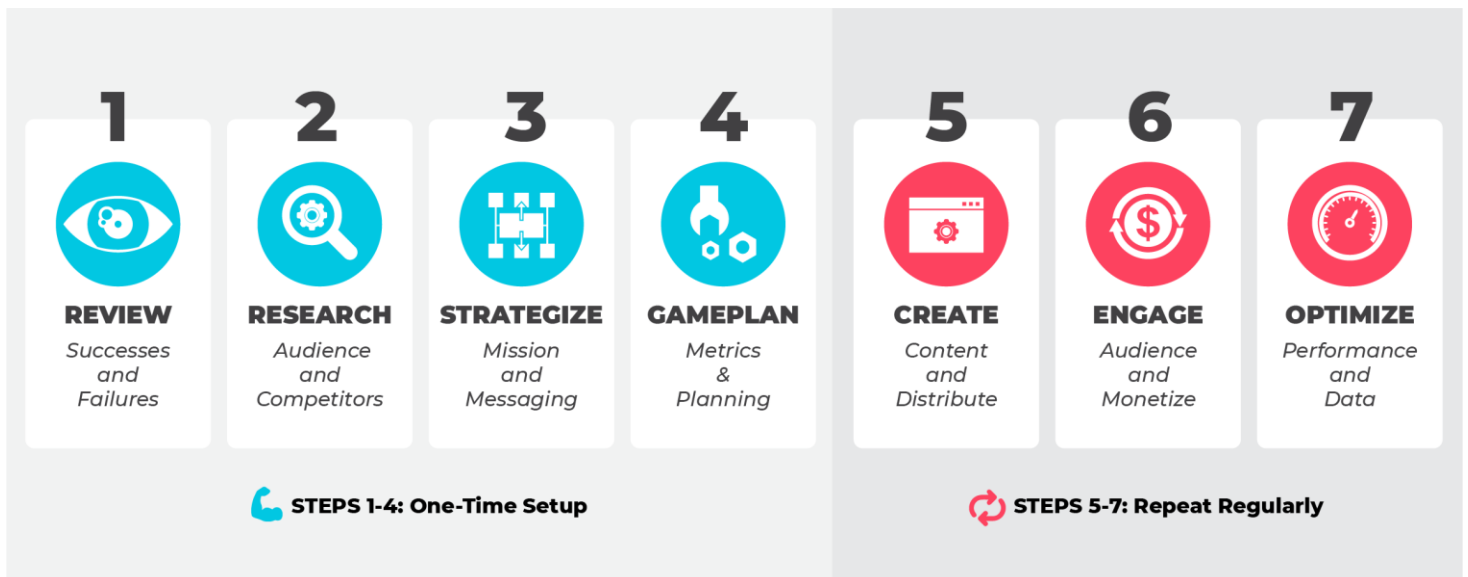 1
REVIEW
Successes
and
Failures
2
RESEARCH
Audience
and
Competitors
3
STRATEGIZE
Mission
and
Messaging
4
GAMEPLAN
Metrics
&
Planning
STEPS 1-4: One-Time Setup
5
CREATE
Content
and
Distribute
6
$
ENGAGE
Audience
and
Monetize
7
OPTIMIZE
Performance
and
Data
STEPS 5-7: Repeat Regularly